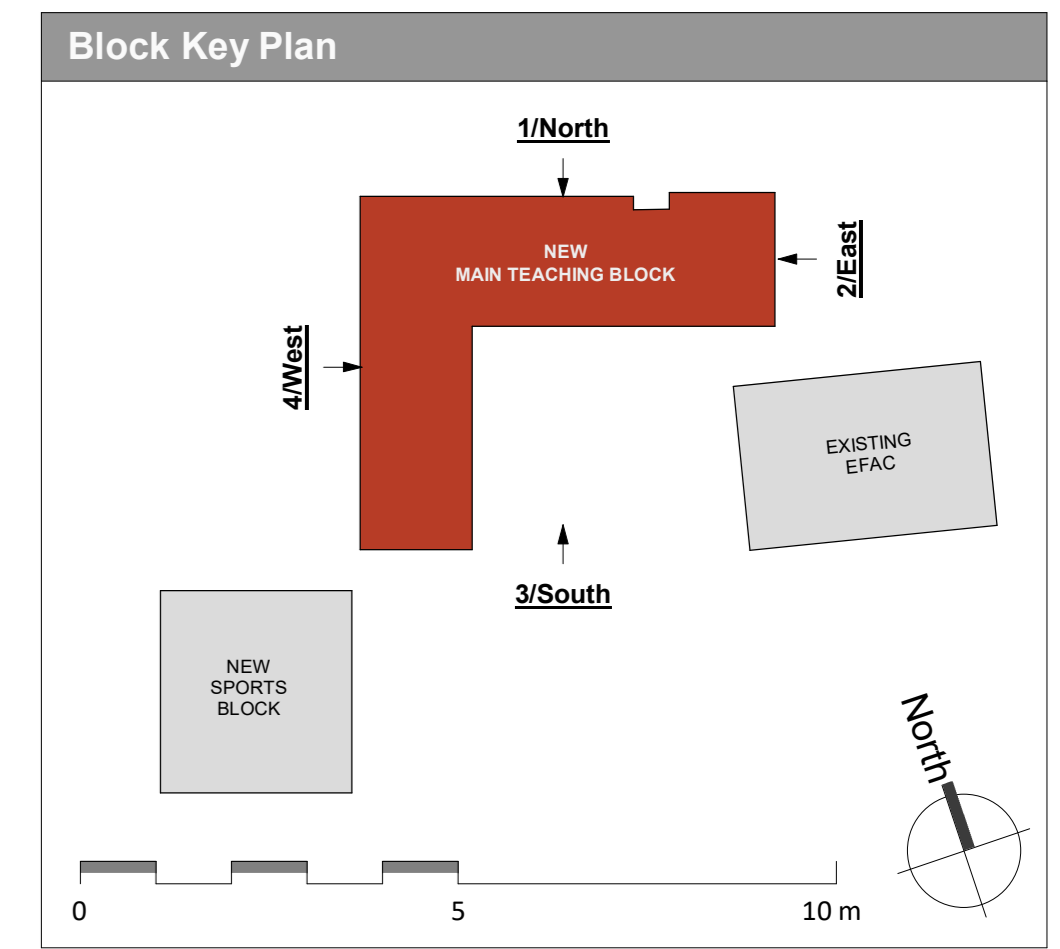 Block Key Plan
1/North
NEW
MAIN TEACHING BLOCK
2/East
4/West
EXISTING
EFAC
3/South
NEW
SPORTS
BLOCK
North
0
5
10 m